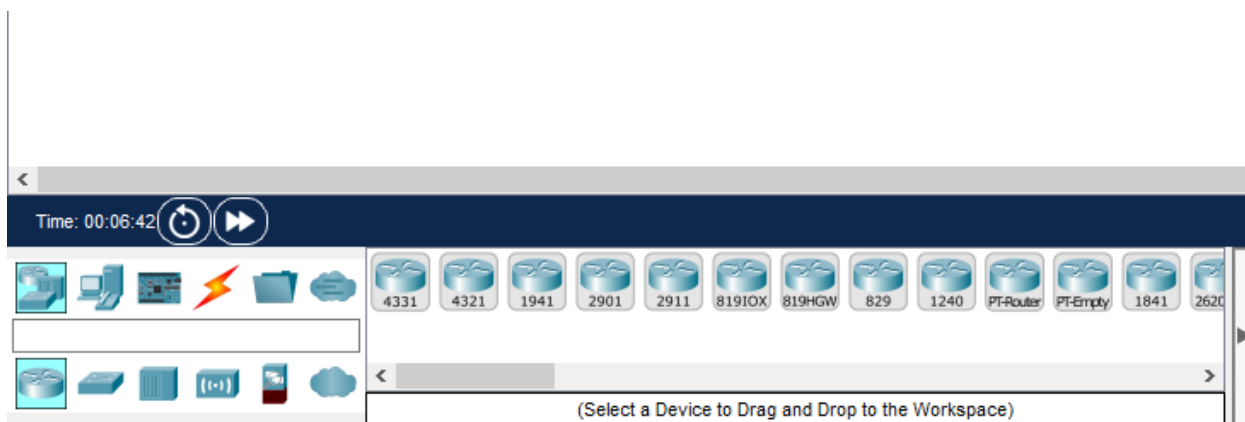 Time: 00:06:42
4331 4321 1941 2901 2911 819IOX 819HGW 829 1240 PT-Router PT-Empty 1841 2620
(Select a Device to Drag and Drop to the Workspace)